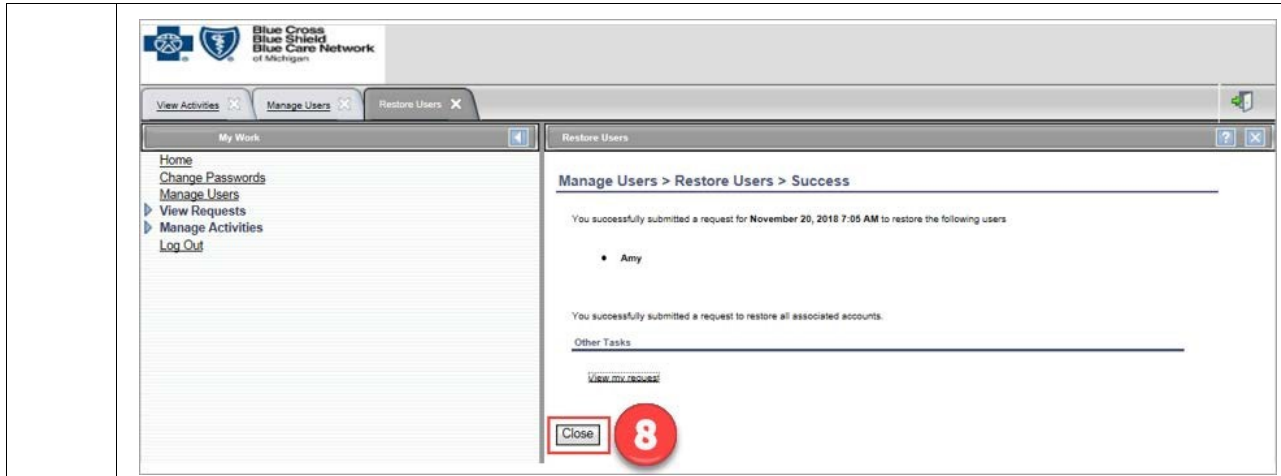 Blue Cross
Blue Shield
Blue Care Network
of Michigan
View Activities Manage Users Restore Users
My Work
Restore Users
Home
Change Passwords
Manage Users
View Requests
Manage Activities
Log Out
Manage Users > Restore Users > Success
You successfully submitted a request for November 20, 2018 7:05 AM to restore the following users
• Amy
You successfully submitted a request to restore all associated accounts.
Other Tasks
View my request
Close 8